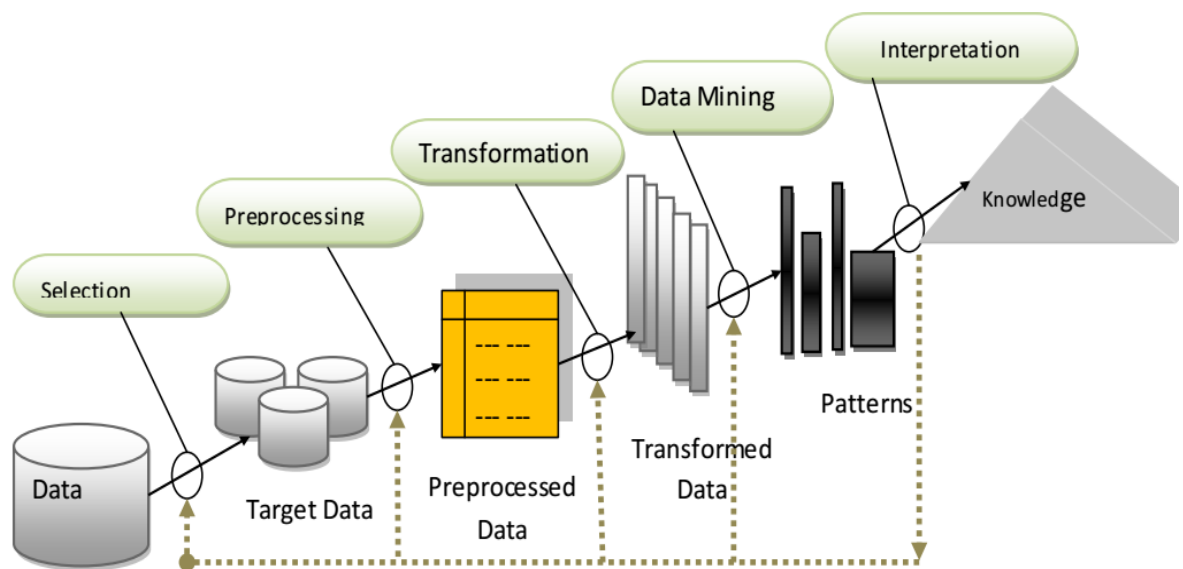 Interpretation
Data Mining
Transformation
Preprocessing
Selection
Knowledge
Patterns
Transformed
Data
Preprocessed
Data
Target Data
Data